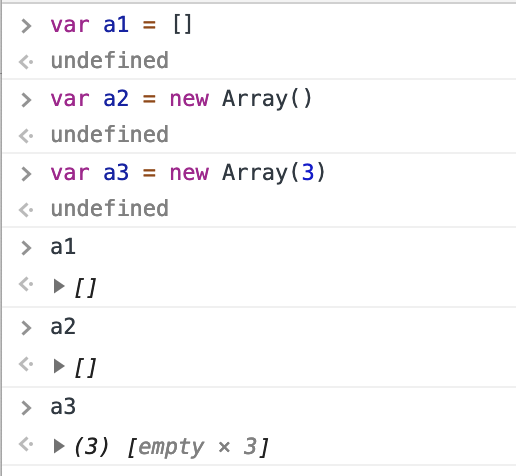 > var a1 = []
<· undefined
> var a2 = new Array()
<· undefined
> var a3 = new Array(3)
<· undefined
> a1
<· ▶ []
> a2
<· ▶ []
> a3
<· ▶ (3) [empty × 3]